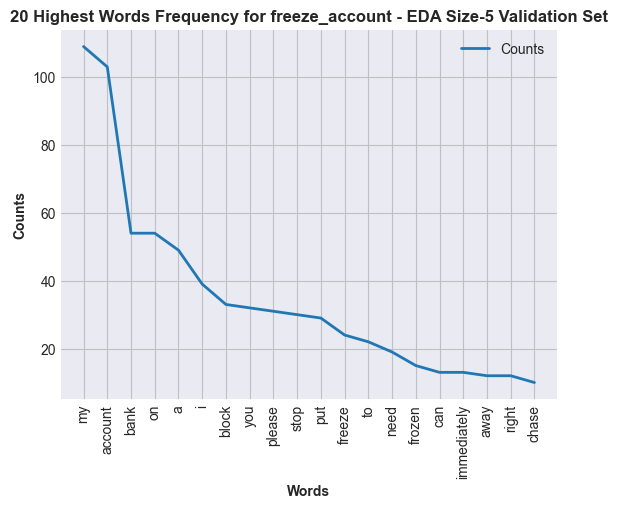 20 Highest Words Frequency for freeze_account - EDA Size-5 Validation Set
Counts
100
80
60
40
20
Counts
my
account
bank
on
a
i
block
you
please
stop
put
freeze
to
need
frozen
can
immediately
away
right
chase
Words